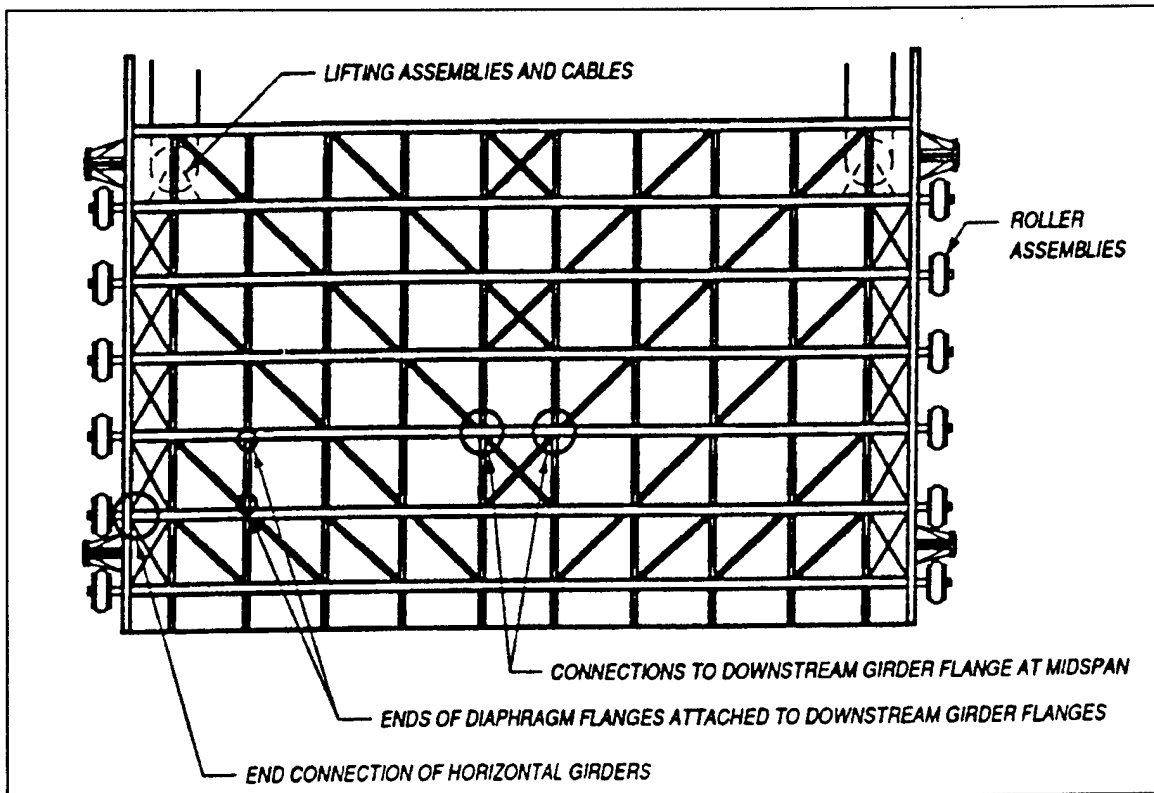 LIFTING ASSEMBLIES AND CABLES
ROLLER
ASSEMBLIES
CONNECTIONS TO DOWNSTREAM GIRDER FLANGE AT MIDSPAN
ENDS OF DIAPHRAGM FLANGES ATTACHED TO DOWNSTREAM GIRDER FLANGES
END CONNECTION OF HORIZONTAL GIRDERS